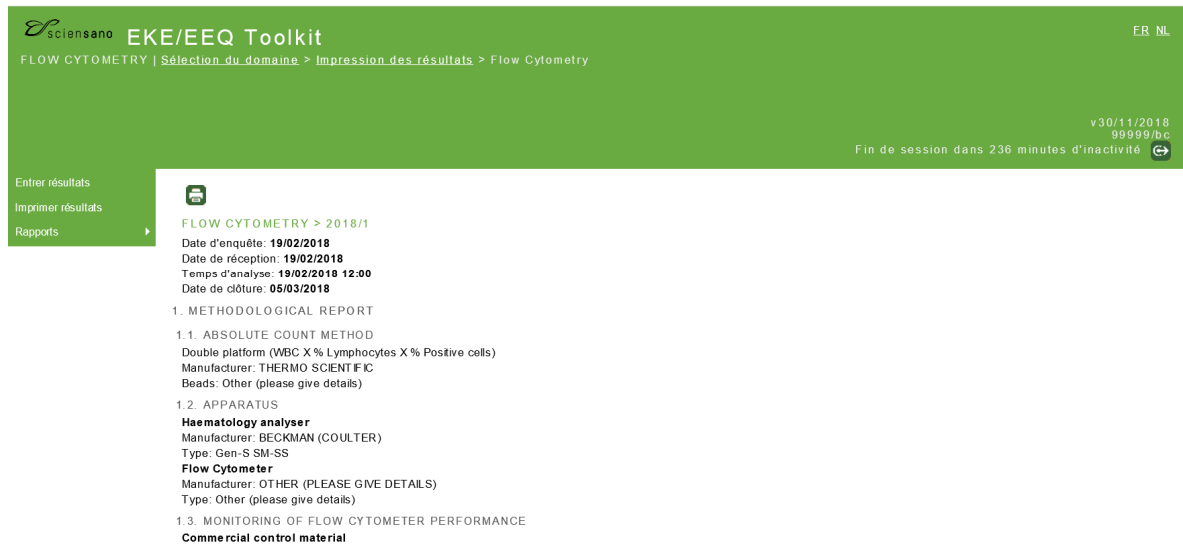 sciensano EKE/EEQ Toolkit
FR NL
FLOW CYTOMETRY | Sélection du domaine > Impression des résultats > Flow Cytometry
v30/11/2018
99999/bc
Fin de session dans 236 minutes d'inactivité
Entrer résultats
Imprimer résultats
Rapports
FLOW CYTOMETRY > 2018/1
Date d'enquête: 19/02/2018
Date de réception: 19/02/2018
Temps d'analyse: 19/02/2018 12:00
Date de clôture: 05/03/2018
1. METHODOLOGICAL REPORT
1.1. ABSOLUTE COUNT METHOD
Double platform (WBC X % Lymphocytes X % Positive cells)
Manufacturer: THERMO SCIENTIFIC
Beads: Other (please give details)
1.2. APPARATUS
Haematology analyser
Manufacturer: BECKMAN (COULTER)
Type: Gen-S SM-SS
Flow Cytometer
Manufacturer: OTHER (PLEASE GIVE DETAILS)
Type: Other (please give details)
1.3. MONITORING OF FLOW CYTOMETER PERFORMANCE
Commercial control material